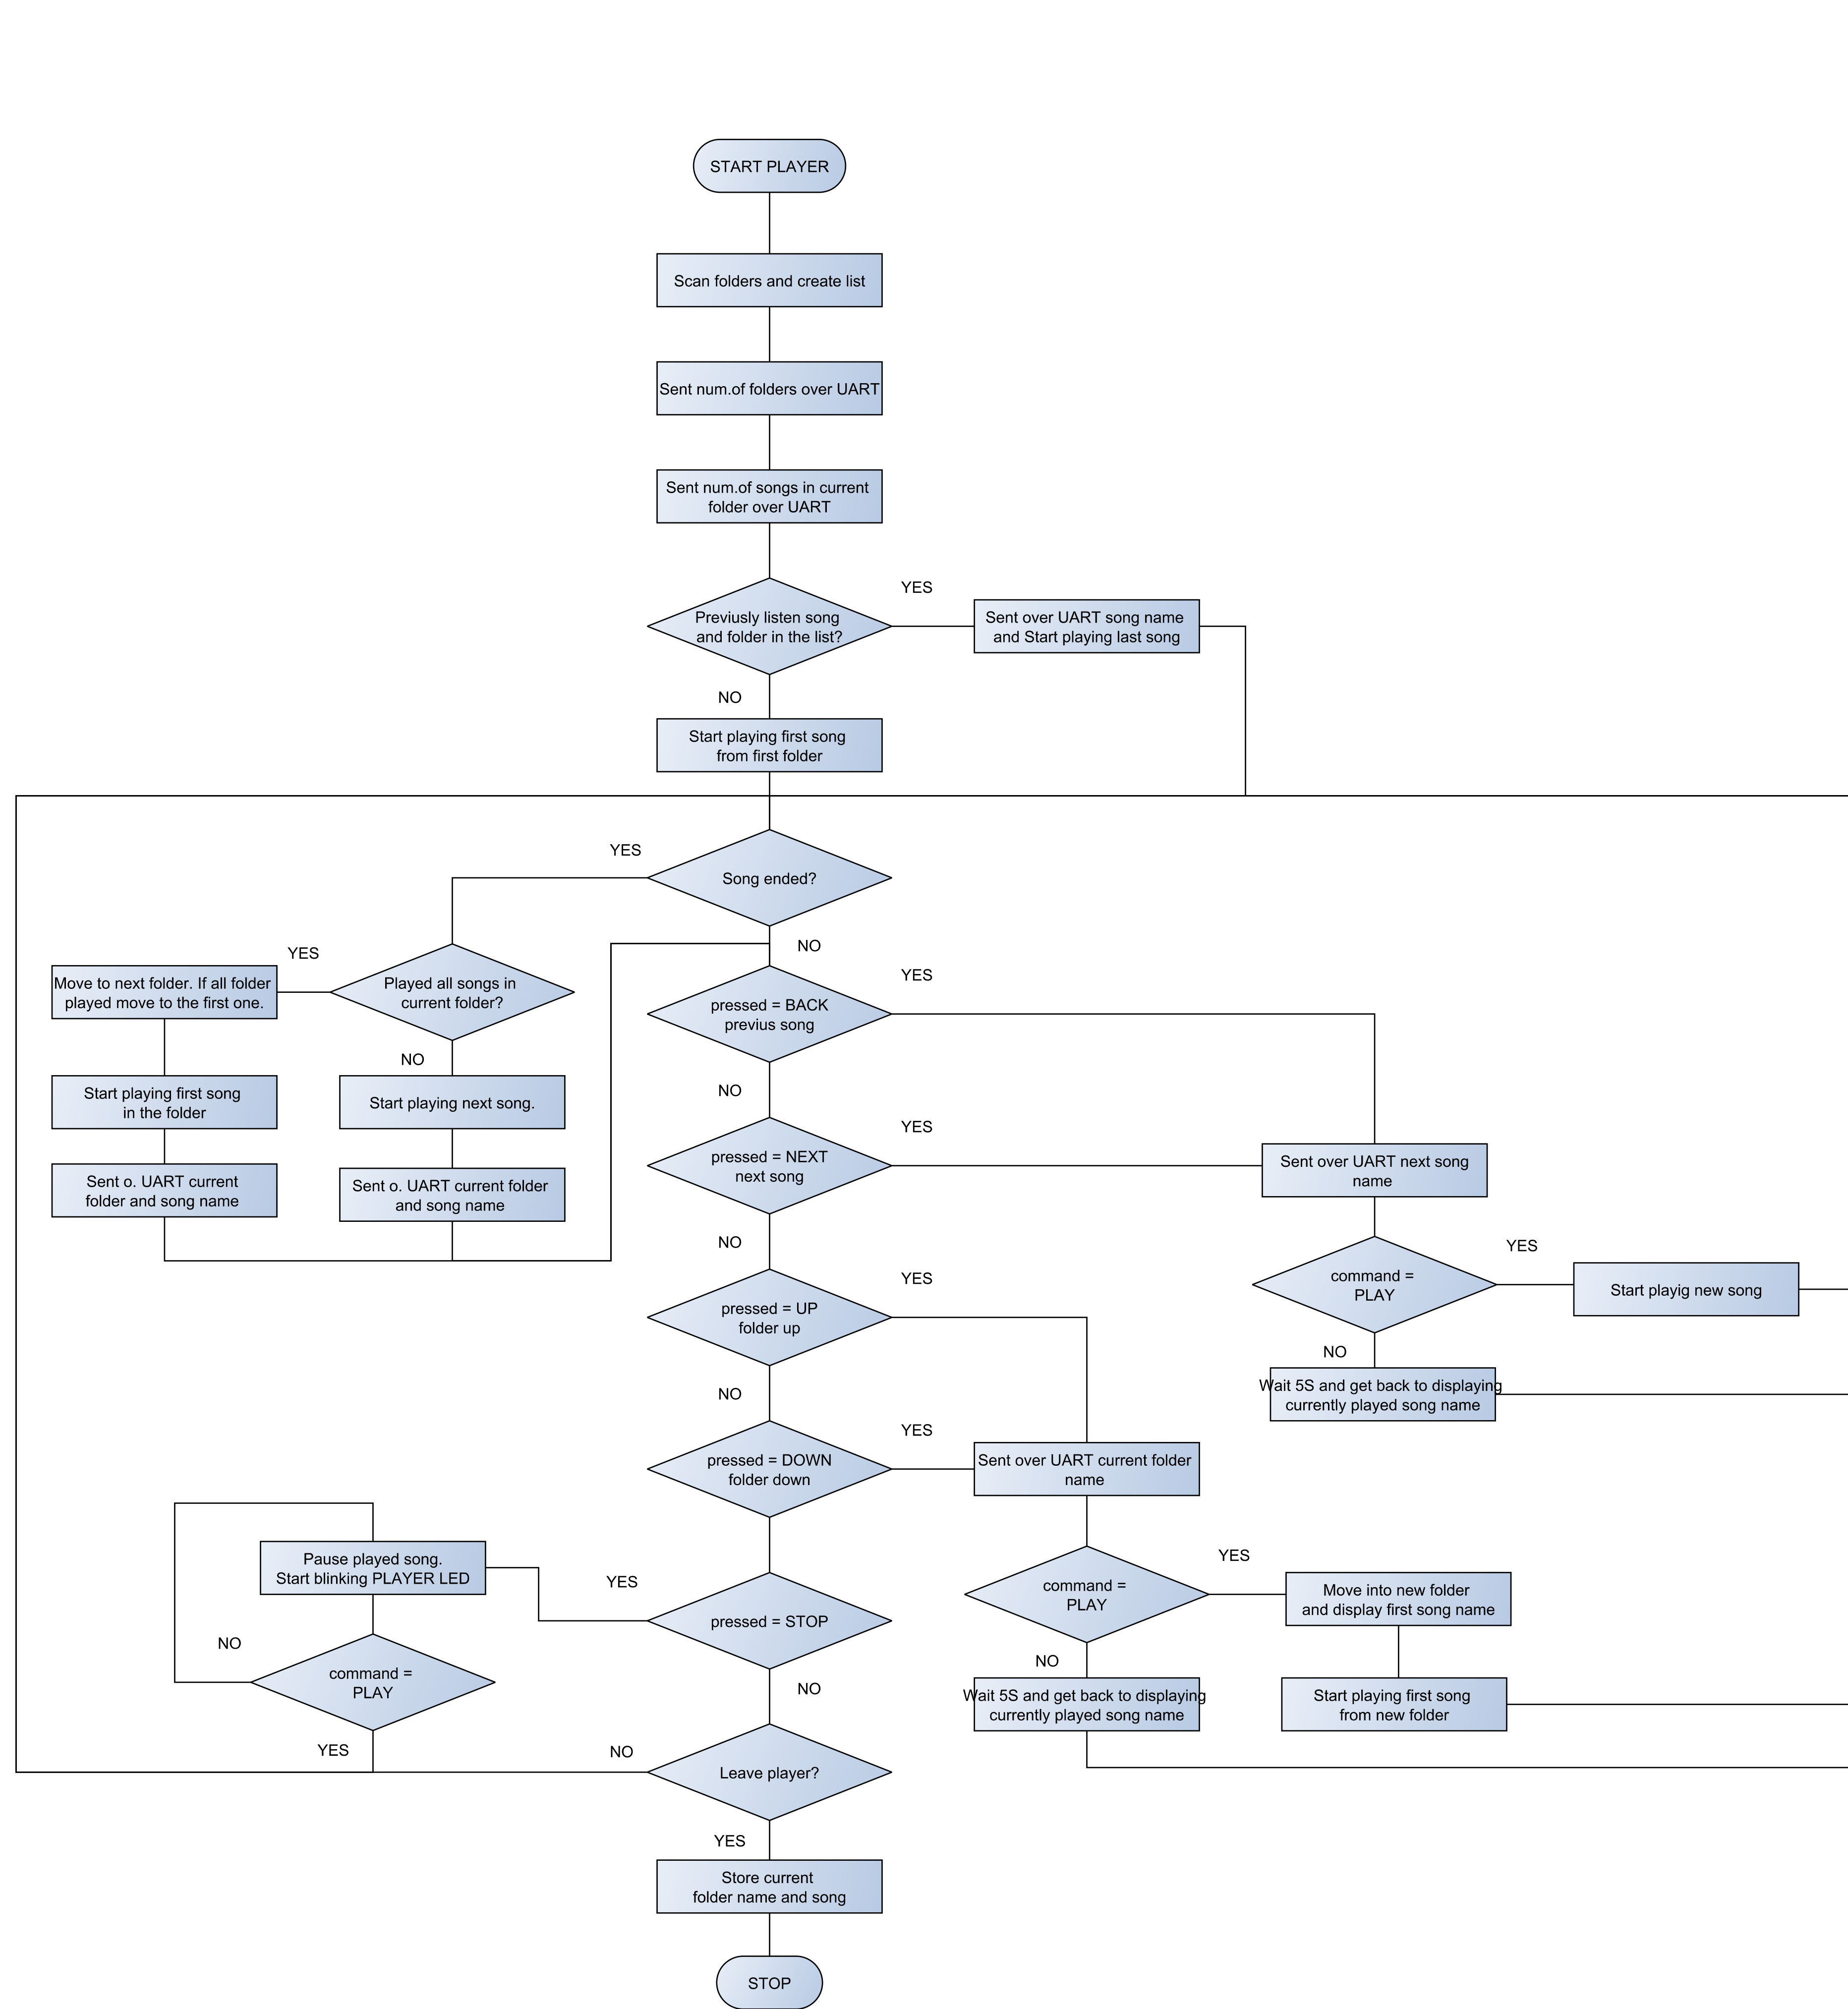 START PLAYER
Scan folders and create list
Sent num.of folders over UART
Sent num.of songs in current
folder over UART
Previusly listen song
and folder in the list?
YES
Sent over UART song name
and Start playing last song
NO
Start playing first song
from first folder
Song ended?
YES
NO
Played all songs in
current folder?
YES
Move to next folder. If all folder
played move to the first one.
Start playing first song
in the folder
Sent o. UART current
folder and song name
NO
Start playing next song.
Sent o. UART current folder
and song name
pressed = BACK
previus song
YES
NO
pressed = NEXT
next song
YES
Sent over UART next song
name
command =
PLAY
YES
Start playig new song
NO
Wait 5S and get back to displaying
currently played song name
NO
pressed = UP
folder up
YES
NO
pressed = DOWN
folder down
YES
Sent over UART current folder
name
command =
PLAY
YES
Move into new folder
and display first song name
Start playing first song
from new folder
NO
Wait 5S and get back to displaying
currently played song name
pressed = STOP
YES
Pause played song.
Start blinking PLAYER LED
command =
PLAY
NO
YES
NO
Leave player?
NO
YES
Store current
folder name and song
STOP